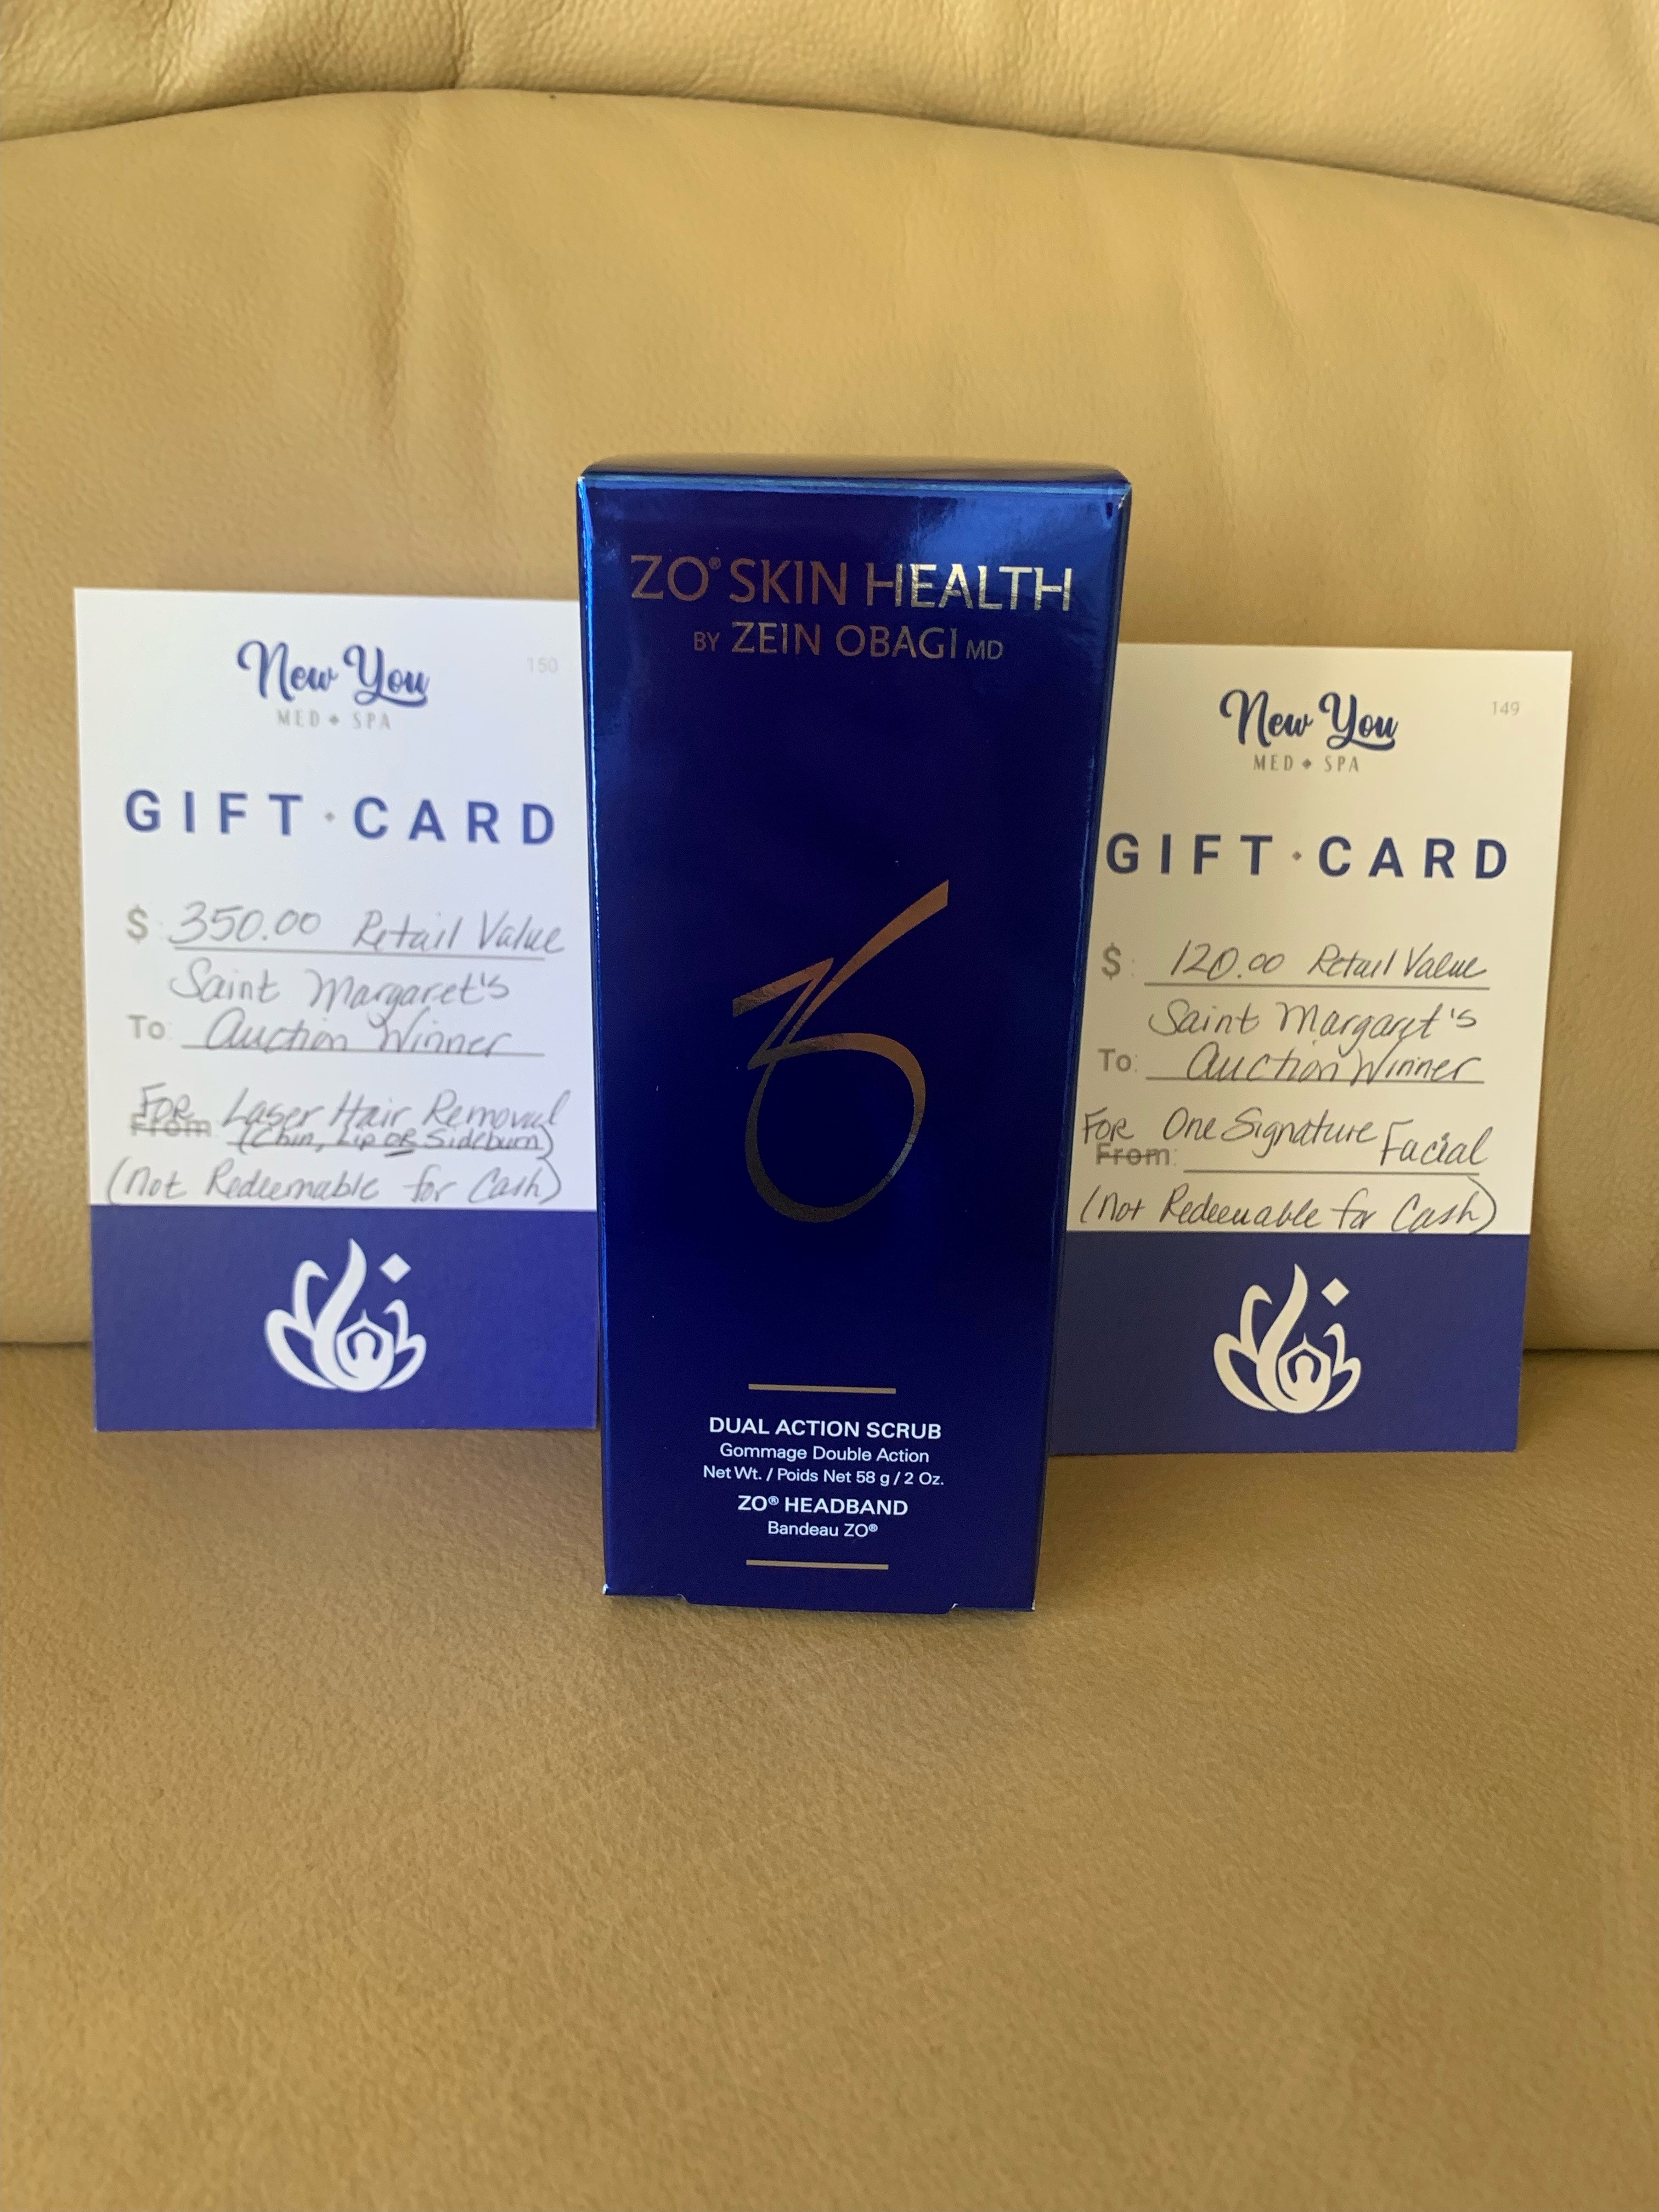 New You
MED SPA
150
GIFT · CARD
$: 350.00 Retail Value
Saint Margaret's
To: Auction Winner
FOR Laser Hair Removal
From:
(Chin, Lip OR Sideburn)
(Not Redeemable for Cash)
ZO® SKIN HEALTH
BY ZEIN OBAGI MD
DUAL ACTION SCRUB
Gommage Double Action
Net Wt. / Poids Net 58 g / 2 Oz.
ZO® HEADBAND
Bandeau ZO®
New You
MED SPA
149
GIFT · CARD
$: 120.00 Retail Value
Saint Margaret's
To: Auction Winner
FOR One Signature Facial
From:
(Not Redeemable for Cash)